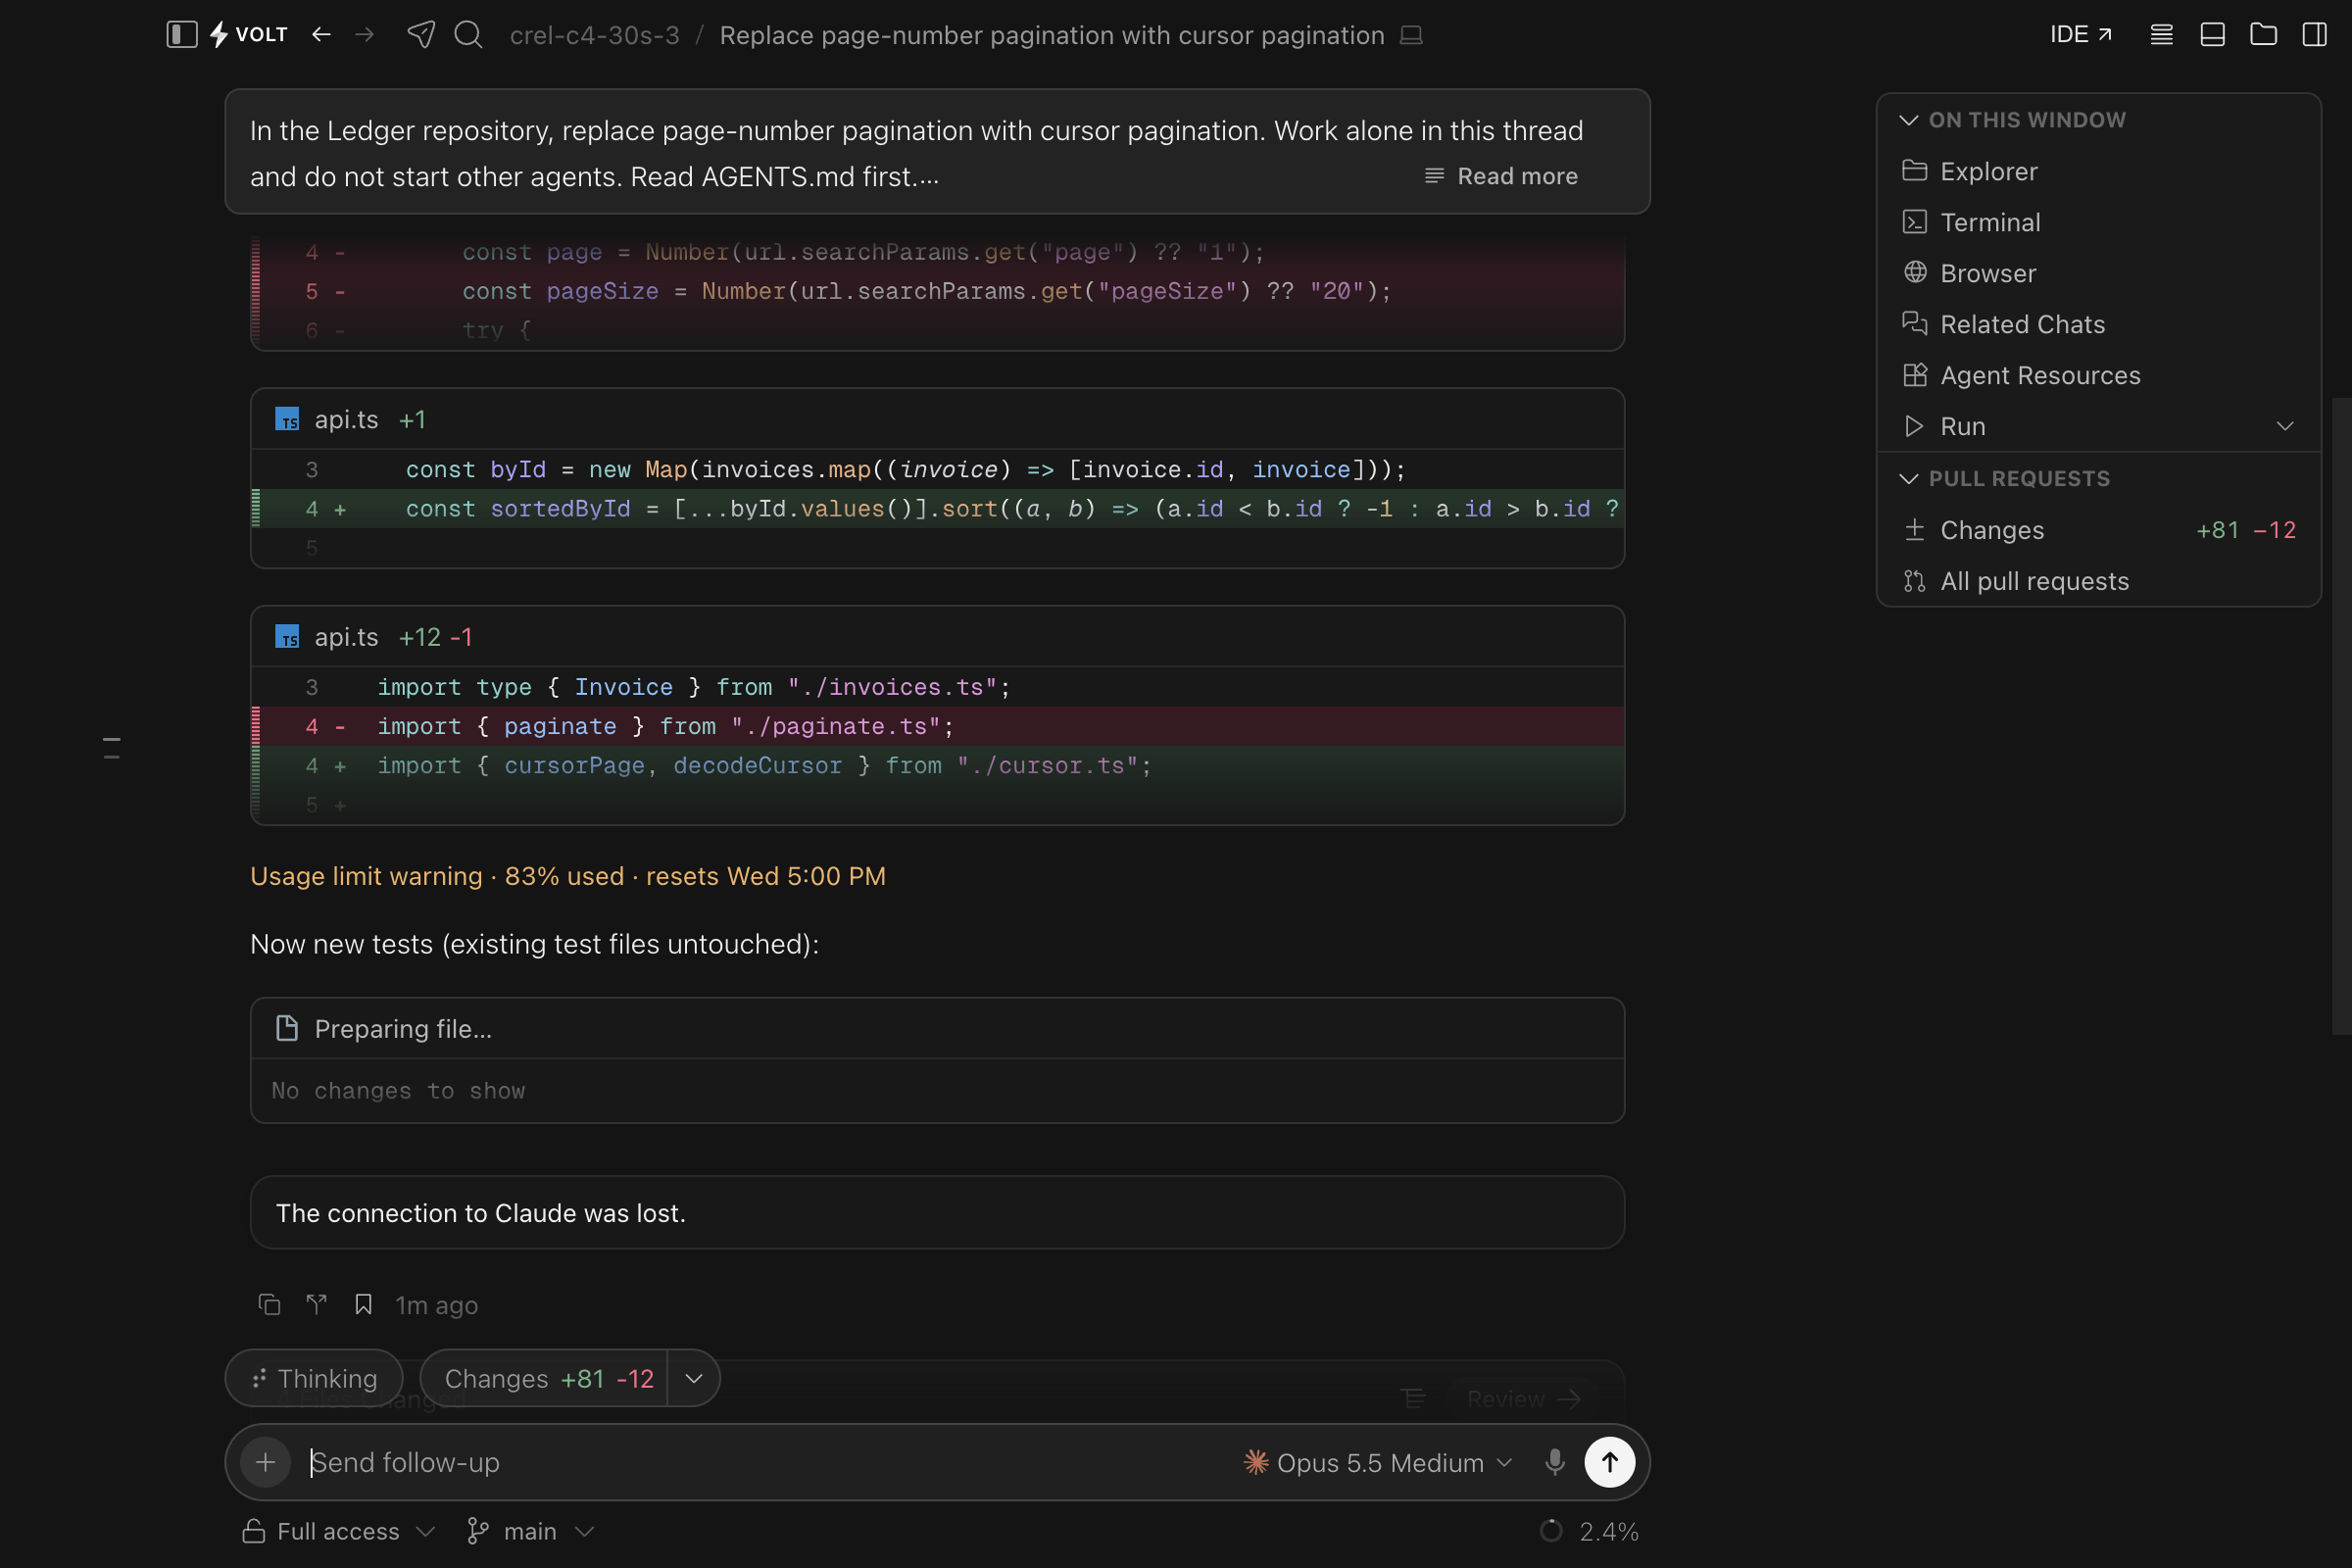 VOLT
crel-c4-30s-3 / Replace page-number pagination with cursor pagination
IDE
In the Ledger repository, replace page-number pagination with cursor pagination. Work alone in this thread
and do not start other agents. Read AGENTS.md first.…
Read more
4 - const page = Number(url.searchParams.get("page") ?? "1");
5 - const pageSize = Number(url.searchParams.get("pageSize") ?? "20");
6 - try {
TS api.ts +1
3 const byId = new Map(invoices.map((invoice) => [invoice.id, invoice]));
4 + const sortedById = [...byId.values()].sort((a, b) => (a.id < b.id ? -1 : a.id > b.id ?
5
TS api.ts +12 -1
3 import type { Invoice } from "./invoices.ts";
4 - import { paginate } from "./paginate.ts";
4 + import { cursorPage, decodeCursor } from "./cursor.ts";
5 +
Usage limit warning · 83% used · resets Wed 5:00 PM
Now new tests (existing test files untouched):
Preparing file...
No changes to show
The connection to Claude was lost.
1m ago
Thinking
Changes +81 -12
Files Changed
Review
Send follow-up
Opus 5.5 Medium
Full access
main
2.4%
ON THIS WINDOW
Explorer
Terminal
Browser
Related Chats
Agent Resources
Run
PULL REQUESTS
Changes +81 −12
All pull requests